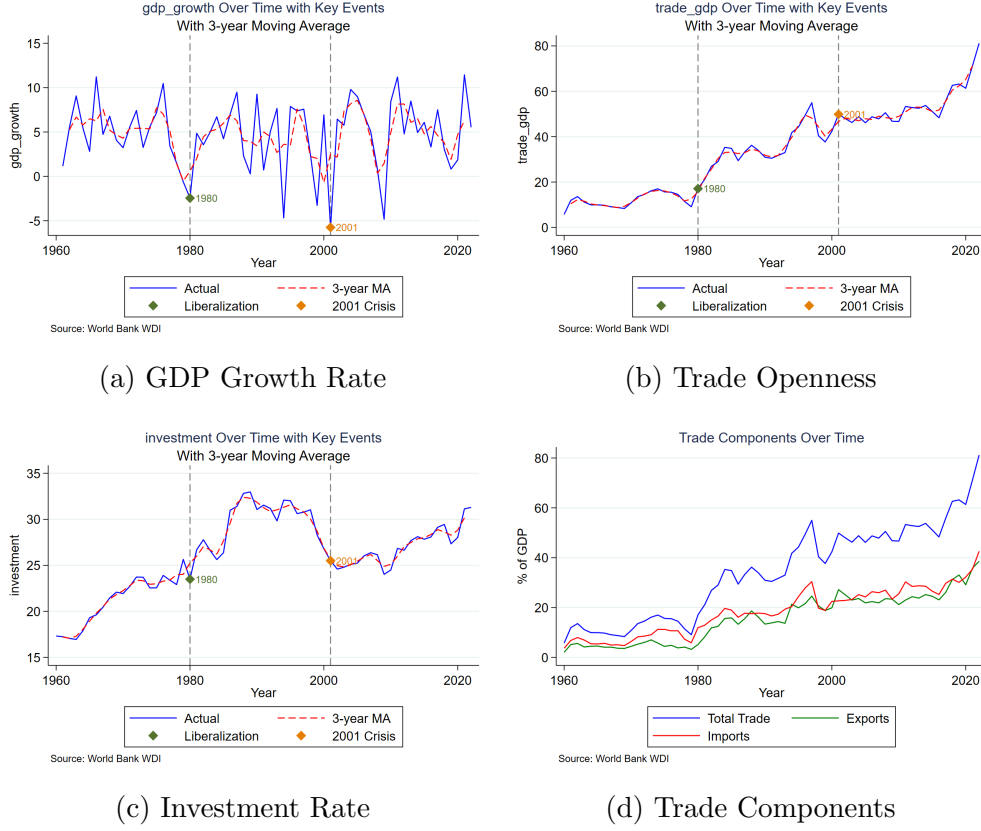 gdp_growth Over Time with Key Events
With 3-year Moving Average
15
10
5
0
-5
gdp_growth
1980
2001
1960
1980
2000
2020
Year
Actual
3-year MA
Liberalization
2001 Crisis
Source: World Bank WDI
(a) GDP Growth Rate
trade_gdp Over Time with Key Events
With 3-year Moving Average
80
60
40
20
0
trade_gdp
2001
1980
1960
1980
2000
2020
Year
Actual
3-year MA
Liberalization
2001 Crisis
Source: World Bank WDI
(b) Trade Openness
investment Over Time with Key Events
With 3-year Moving Average
35
30
25
20
15
investment
1980
2001
1960
1980
2000
2020
Year
Actual
3-year MA
Liberalization
2001 Crisis
Source: World Bank WDI
(c) Investment Rate
Trade Components Over Time
80
60
40
20
0
% of GDP
1960
1980
2000
2020
Year
Total Trade
Exports
Imports
Source: World Bank WDI
(d) Trade Components